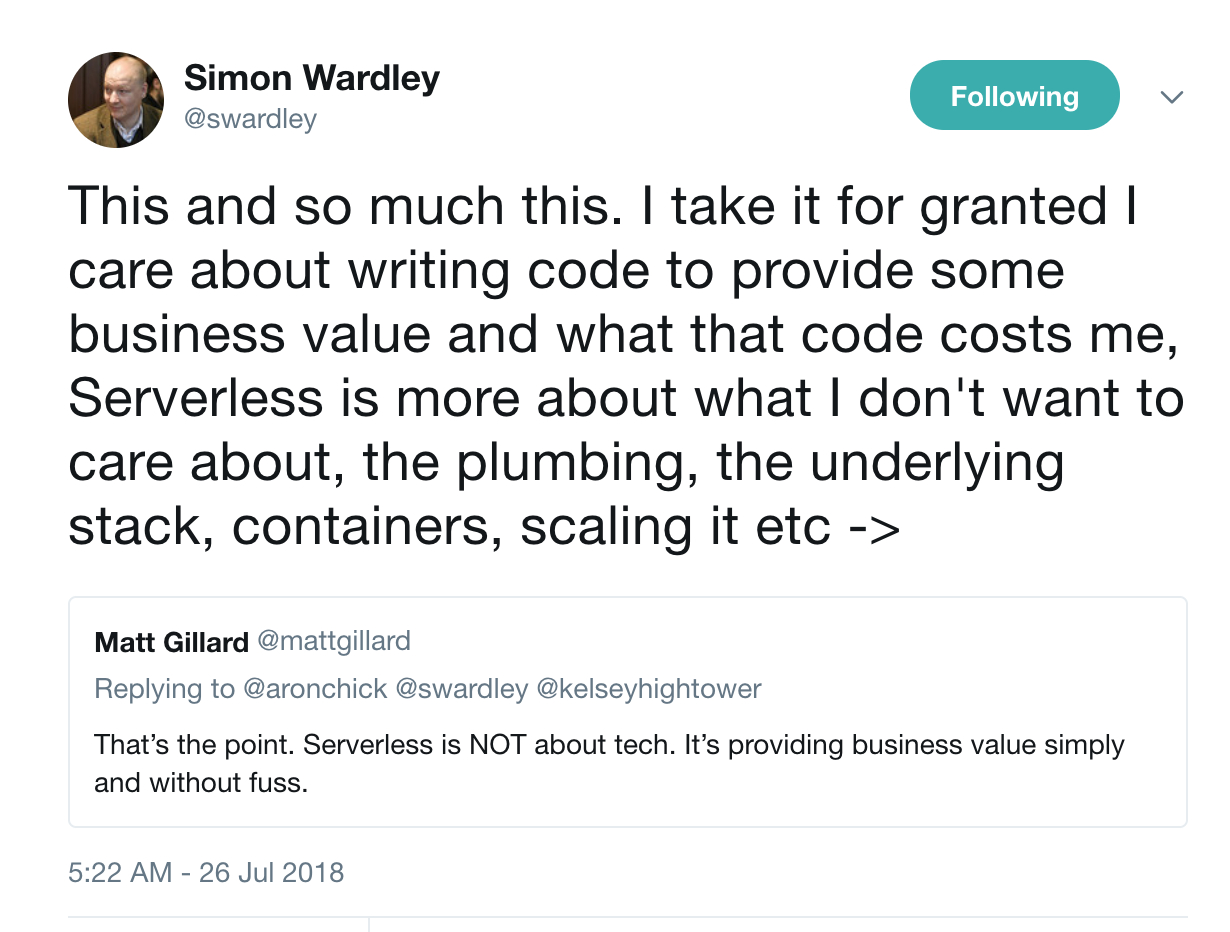 Simon Wardley
@swardley
Following
This and so much this. I take it for granted I
care about writing code to provide some
business value and what that code costs me,
Serverless is more about what I don't want to
care about, the plumbing, the underlying
stack, containers, scaling it etc ->
Matt Gillard @mattgillard
Replying to @aronchick @swardley @kelseyhightower
That’s the point. Serverless is NOT about tech. It’s providing business value simply
and without fuss.
5:22 AM - 26 Jul 2018